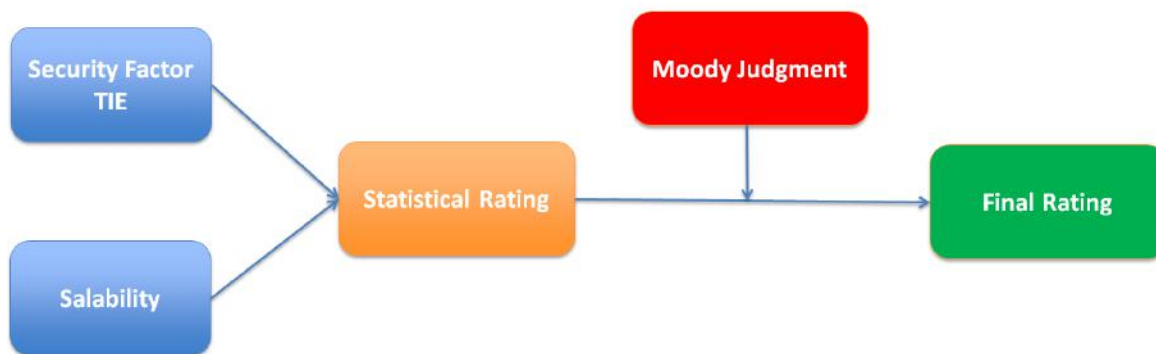 Security Factor
TIE
Moody Judgment
Statistical Rating
Final Rating
Salability